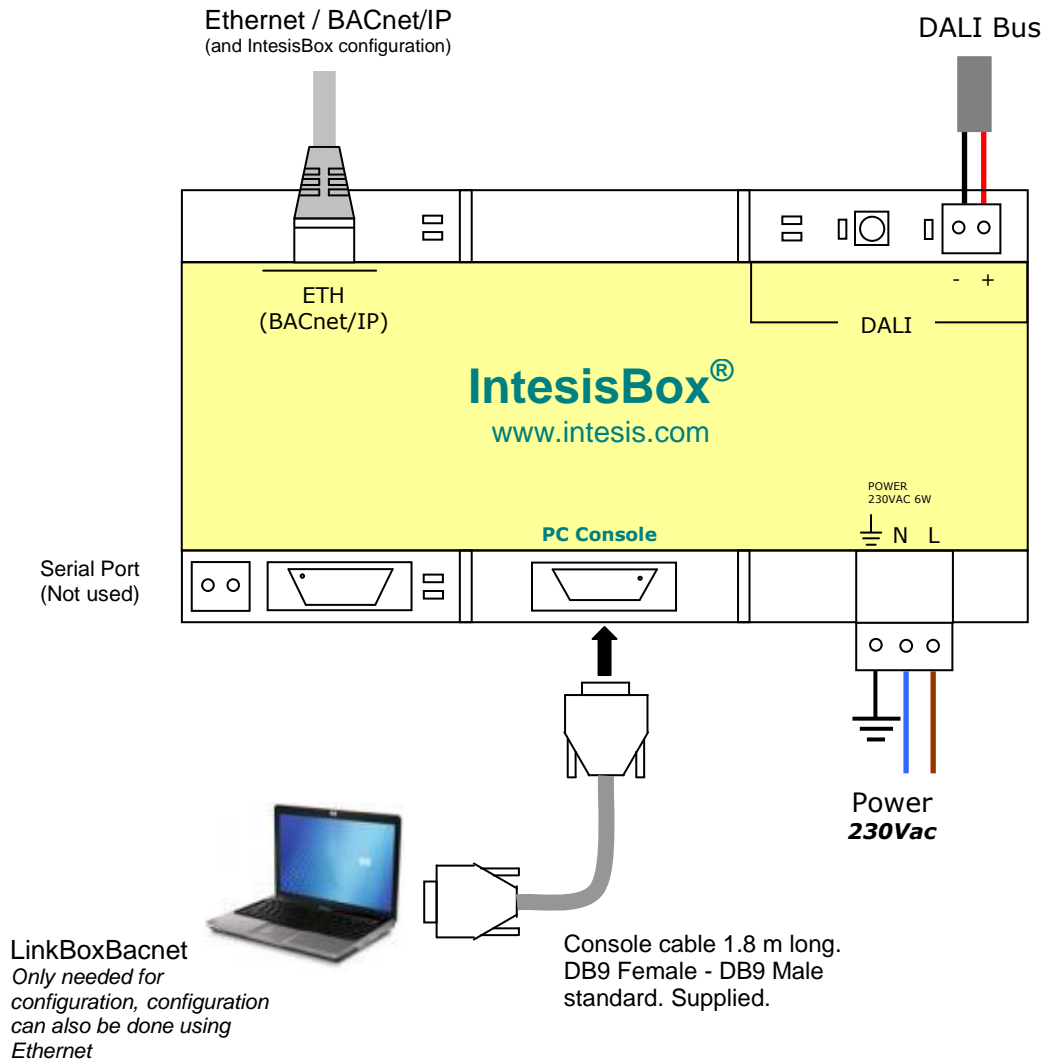 Ethernet / BACnet/IP
(and IntesisBox configuration)
DALI Bus
- +
ETH
(BACnet/IP)
DALI
IntesisBox®
www.intesis.com
POWER
230VAC 6W
N L
PC Console
Serial Port
(Not used)
Power
230Vac
LinkBoxBacnet
Only needed for
configuration, configuration
can also be done using
Ethernet
Console cable 1.8 m long.
DB9 Female - DB9 Male
standard. Supplied.